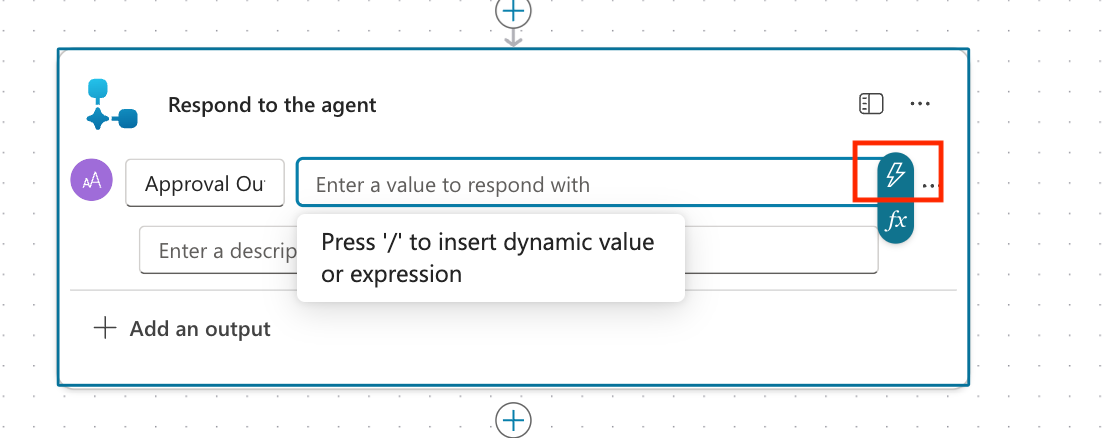 Respond to the agent
AA
Approval Ou
Enter a value to respond with
fx
Enter a descrip
Press '/' to insert dynamic value
or expression
Add an output